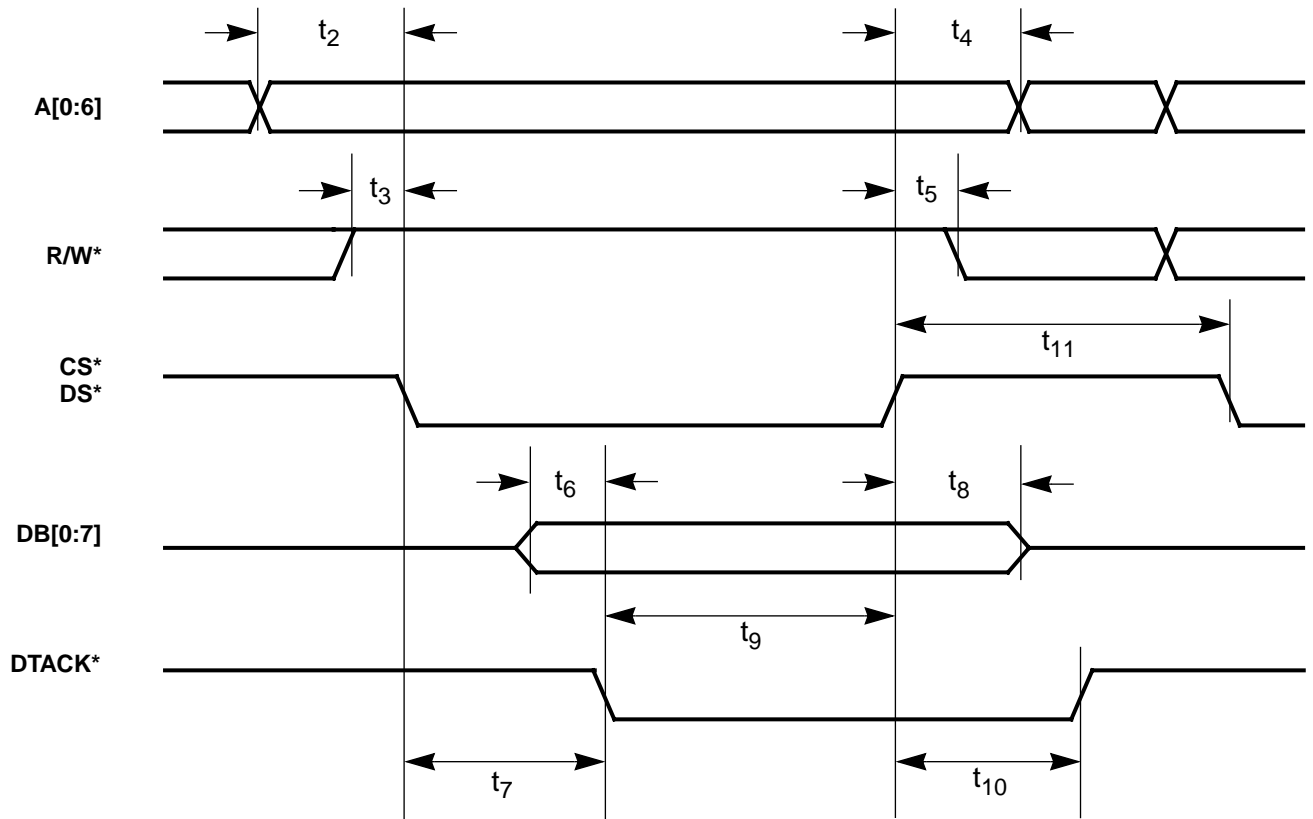 t2 t4
A[0:6]
t3 t5
R/W*
t11
CS*
DS*
t6 t8
DB[0:7]
t9
DTACK*
t7 t10